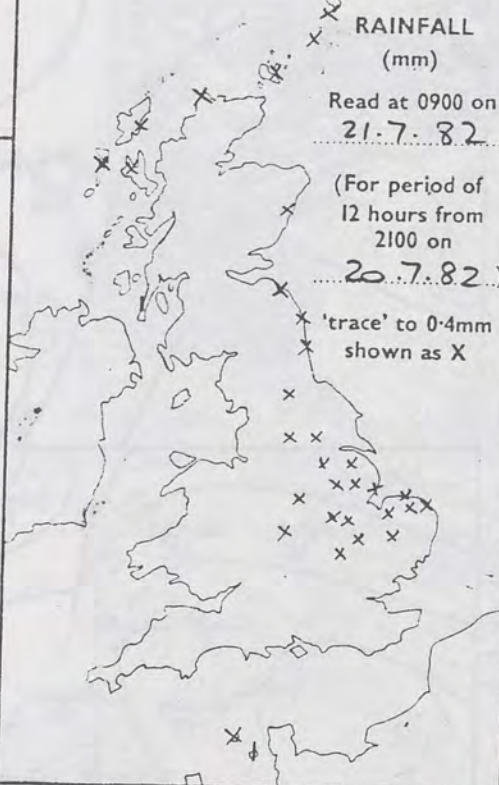 RAINFALL
(mm)
Read at 0900 on
21.7.82
(For period of
12 hours from
2100 on
20.7.82)
'trace' to 0·4mm
shown as X